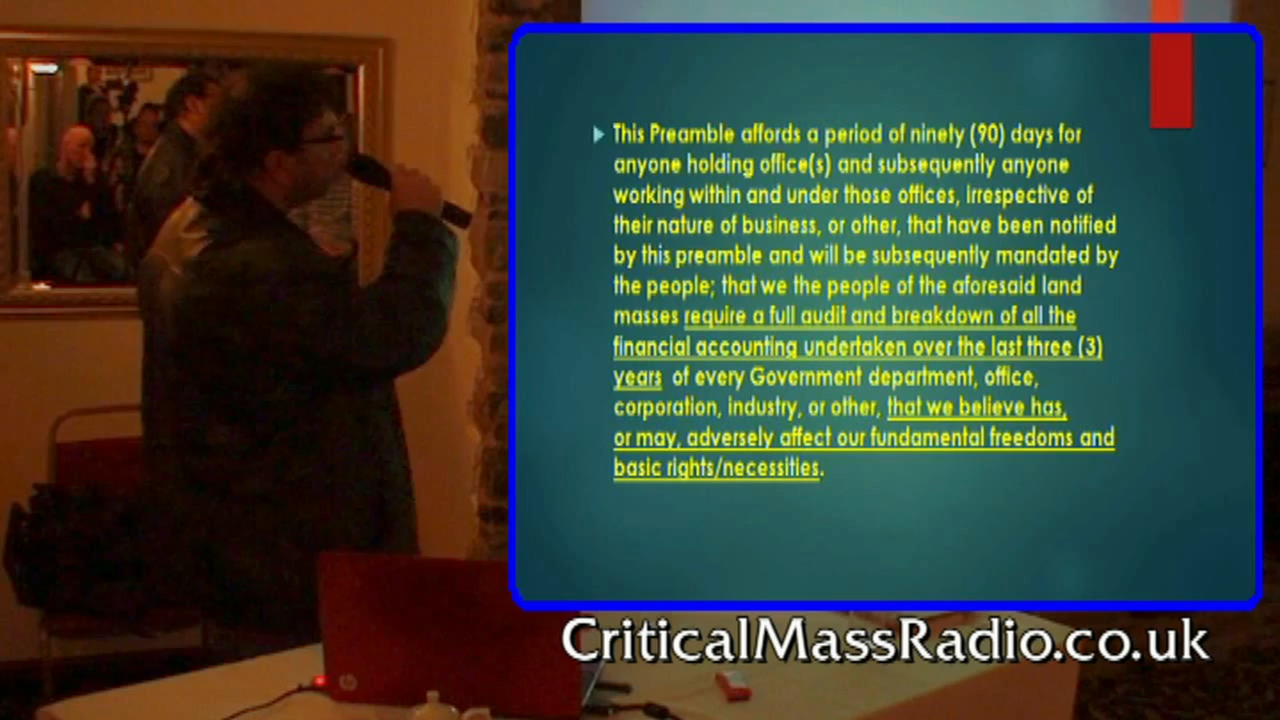 This Preamble affords a period of ninety (90) days for
anyone holding office(s) and subsequently anyone
working within and under those offices, irrespective of
their nature of business, or other, that have been notified
by this preamble and will be subsequently mandated by
the people; that we the people of the aforesaid land
masses require a full audit and breakdown of all the
financial accounting undertaken over the last three (3)
years of every Government department, office,
corporation, industry, or other, that we believe has,
or may, adversely affect our fundamental freedoms and
basic rights/necessities.
CriticalMassRadio.co.uk
hp